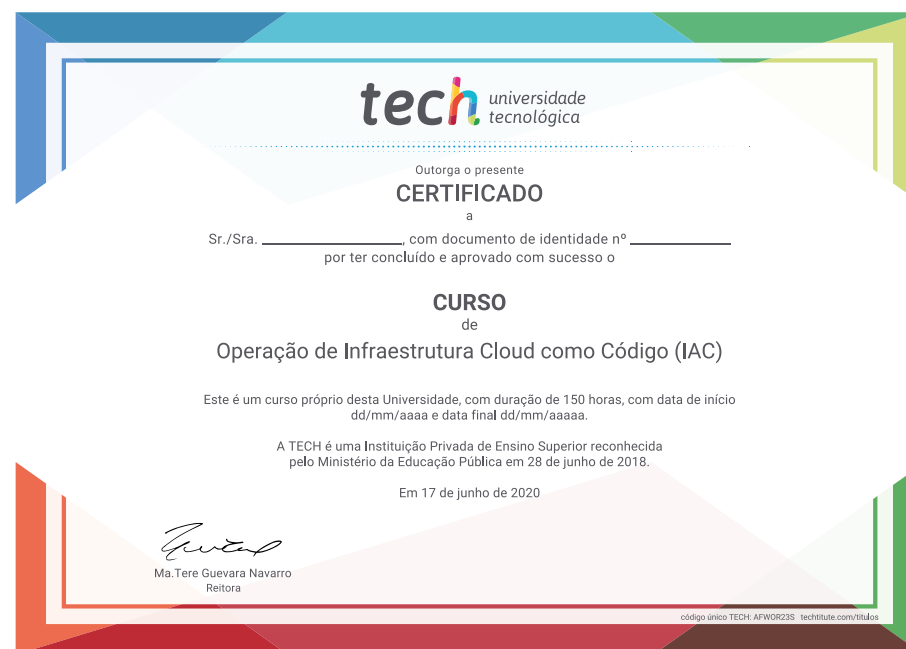 tech universidade
tecnológica
Outorga o presente
CERTIFICADO
a
Sr./Sra. ____________, com documento de identidade nº ____________
por ter concluído e aprovado com sucesso o
CURSO
de
Operação de Infraestrutura Cloud como Código (IAC)
Este é um curso próprio desta Universidade, com duração de 150 horas, com data de início
dd/mm/aaaa e data final dd/mm/aaaaa.
A TECH é uma Instituição Privada de Ensino Superior reconhecida
pelo Ministério da Educação Pública em 28 de junho de 2018.
Em 17 de junho de 2020
Ma.Tere Guevara Navarro
Reitora
código único TECH: AFWOR23S techtitute.com/titulos